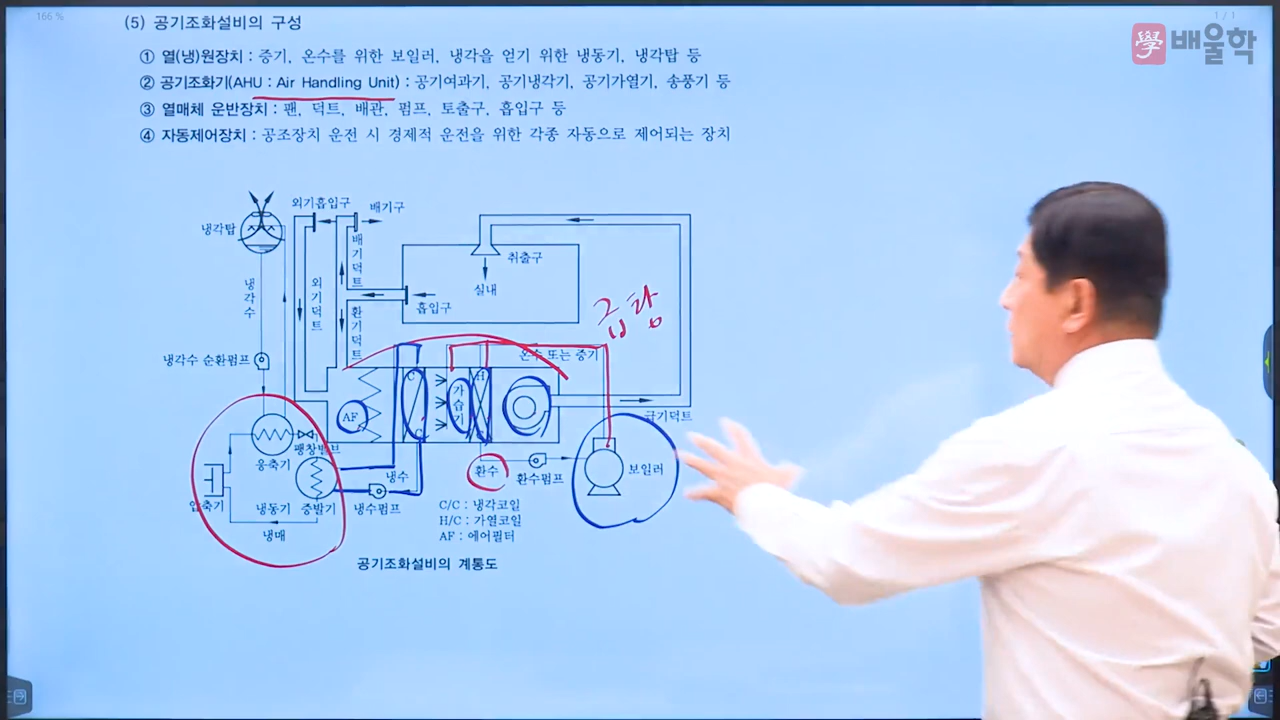 166 %
1 / 1
學 배울학
(5) 공기조화설비의 구성
① 열(냉)원장치 : 증기, 온수를 위한 보일러, 냉각을 얻기 위한 냉동기, 냉각탑 등
② 공기조화기(AHU : Air Handling Unit) : 공기여과기, 공기냉각기, 공기가열기, 송풍기 등
③ 열매체 운반장치 : 팬, 덕트, 배관, 펌프, 토출구, 흡입구 등
④ 자동제어장치 : 공조장치 운전 시 경제적 운전을 위한 각종 자동으로 제어되는 장치
외기흡입구
배기구
냉각탑
배기덕트
취출구
냉각수
외기덕트
실내
흡입구
급탕
환기덕트
온수 또는 증기
냉각수 순환펌프
C
H
가습기
AF
급기덕트
C
C
팽창밸브
응축기
냉수
환수
환수펌프
보일러
압축기
냉동기
증발기
냉수펌프
냉매
C/C : 냉각코일
H/C : 가열코일
AF : 에어필터
공기조화설비의 계통도